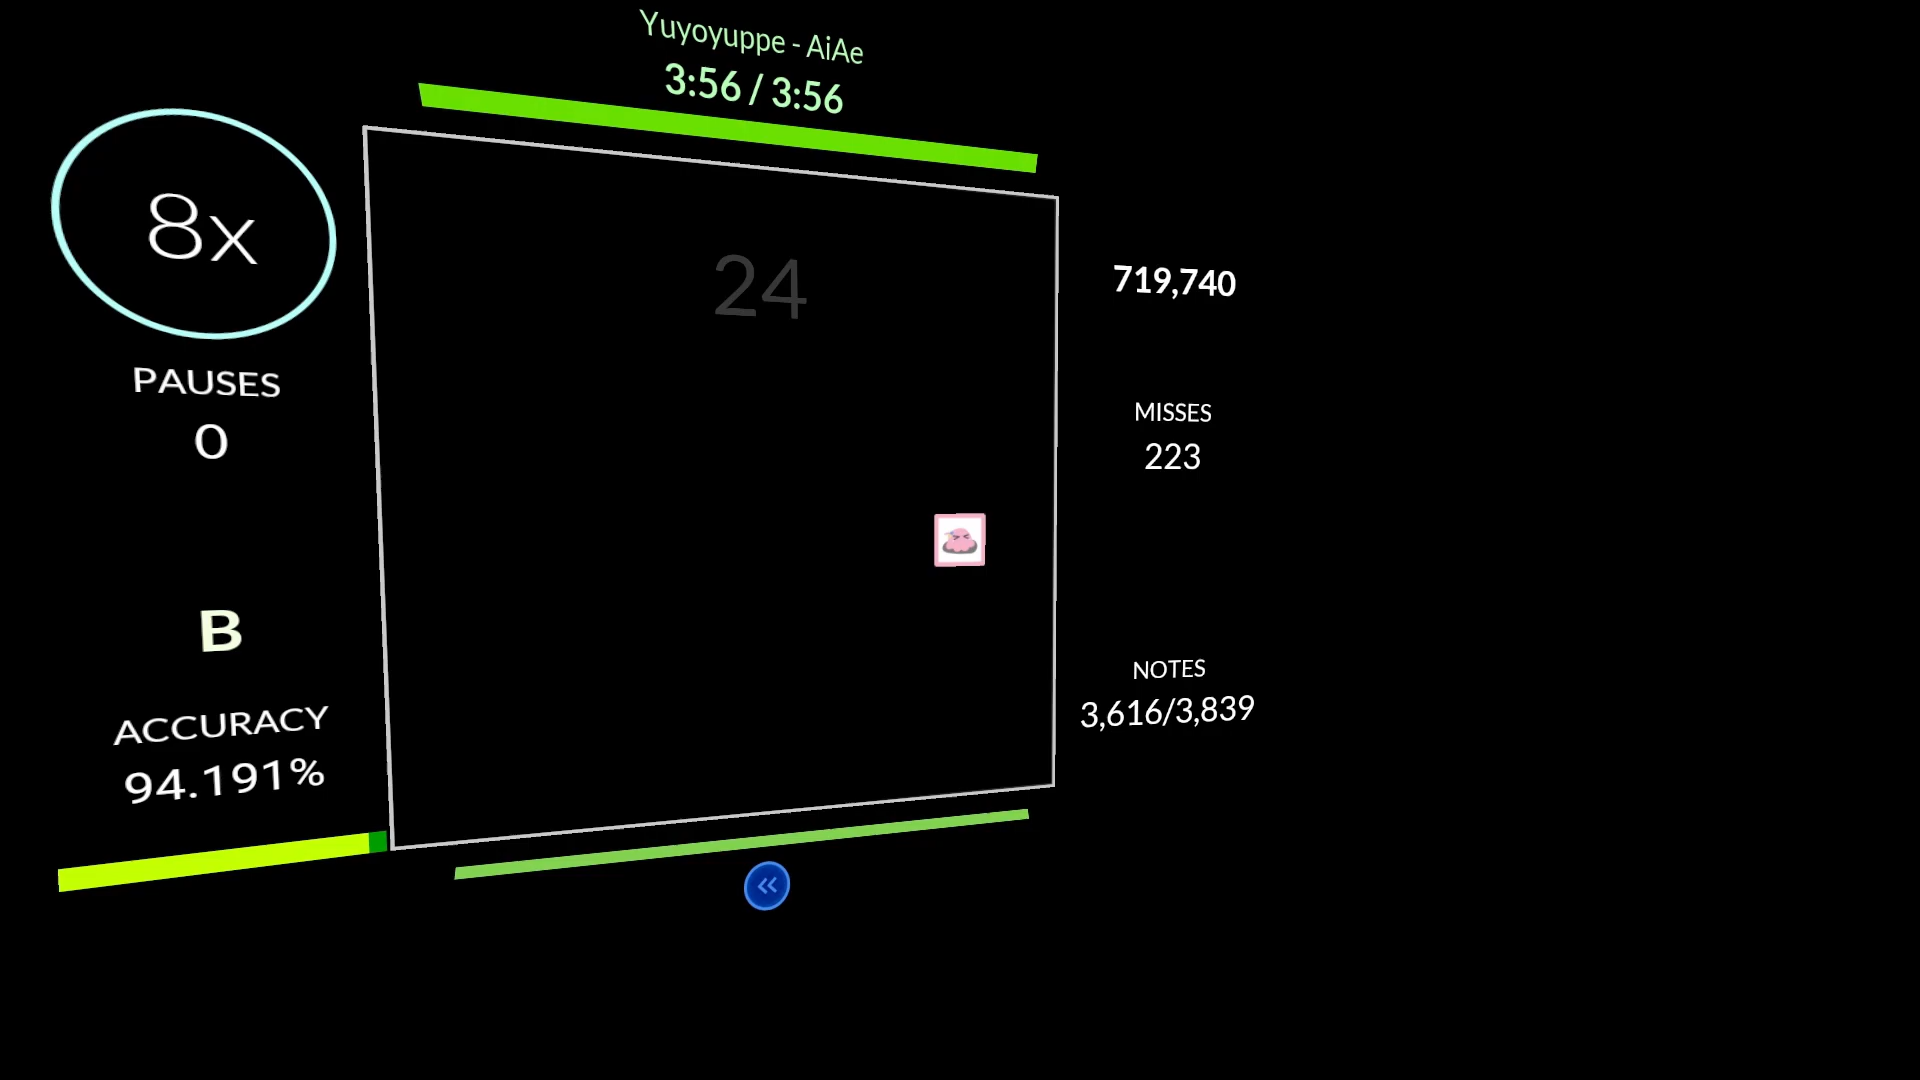 Yuyoyuppe - AiAe
3:56 / 3:56
8x
24
719,740
PAUSES
0
MISSES
223
B
NOTES
3,616/3,839
ACCURACY
94.191%